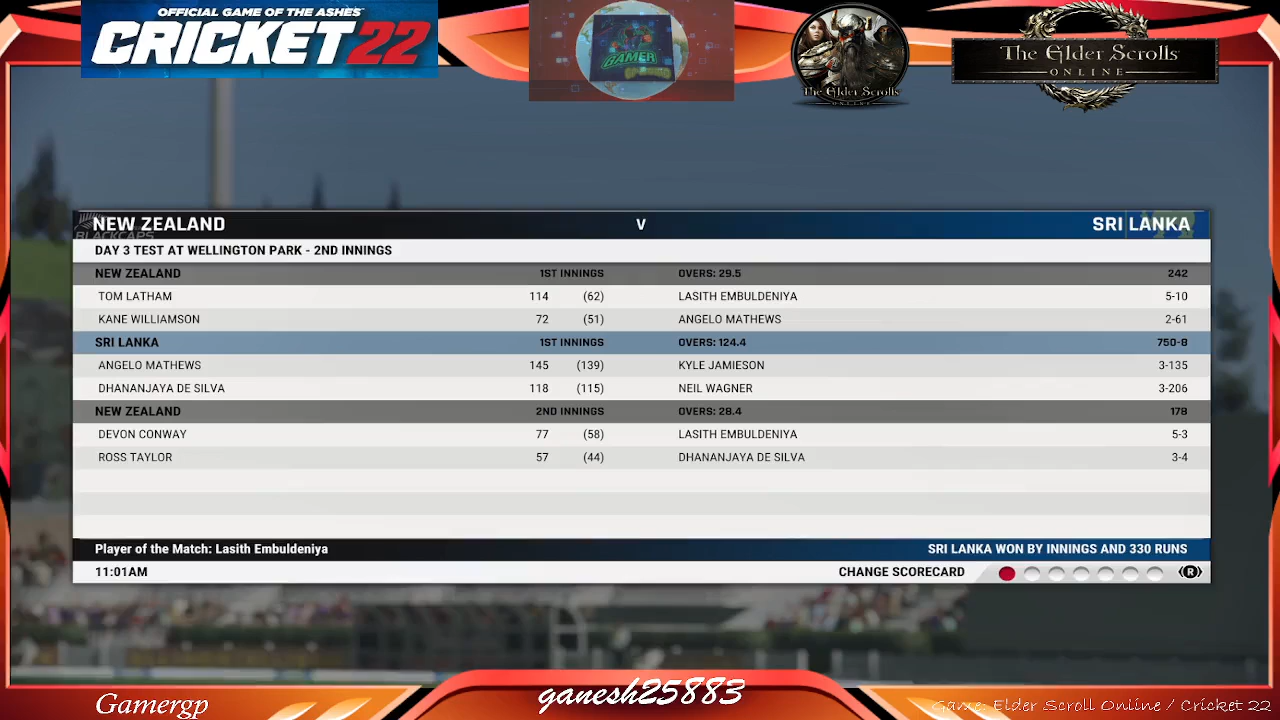 OFFICIAL GAME OF THE ASHES
CRICKET 22
GAMER
The Elder Scrolls
ONLINE
The Elder Scrolls
ONLINE
NEW ZEALAND V SRI LANKA
BLACKCAPS
DAY 3 TEST AT WELLINGTON PARK - 2ND INNINGS
NEW ZEALAND 1ST INNINGS OVERS: 29.5 242
TOM LATHAM 114 (62) LASITH EMBULDENIYA 5-10
KANE WILLIAMSON 72 (51) ANGELO MATHEWS 2-61
SRI LANKA 1ST INNINGS OVERS: 124.4 750-8
ANGELO MATHEWS 145 (139) KYLE JAMIESON 3-135
DHANANJAYA DE SILVA 118 (115) NEIL WAGNER 3-206
NEW ZEALAND 2ND INNINGS OVERS: 28.4 178
DEVON CONWAY 77 (58) LASITH EMBULDENIYA 5-3
ROSS TAYLOR 57 (44) DHANANJAYA DE SILVA 3-4
Player of the Match: Lasith Embuldeniya SRI LANKA WON BY INNINGS AND 330 RUNS
11:01AM CHANGE SCORECARD R
Gamergp
ganesh25883
Game: Elder Scroll Online / Cricket 22